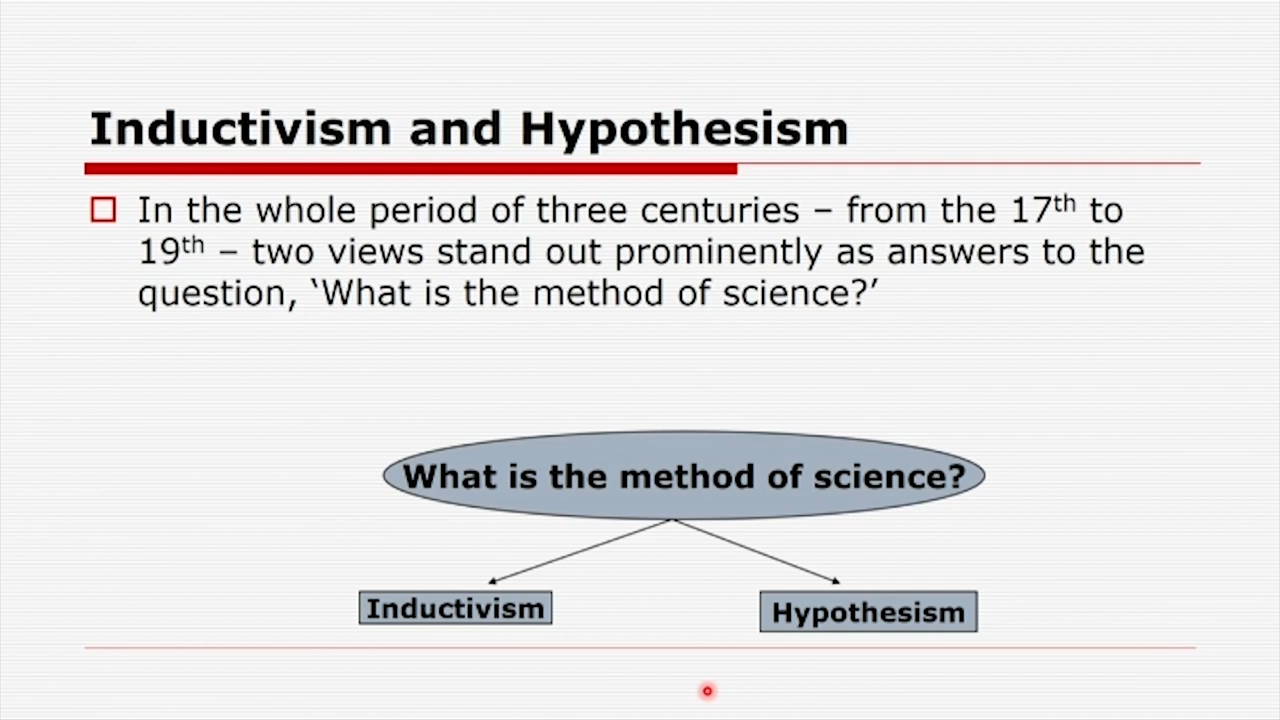 Inductivism and Hypothesism
In the whole period of three centuries – from the 17th to
19th – two views stand out prominently as answers to the
question, ‘What is the method of science?’
What is the method of science?
Inductivism
Hypothesism